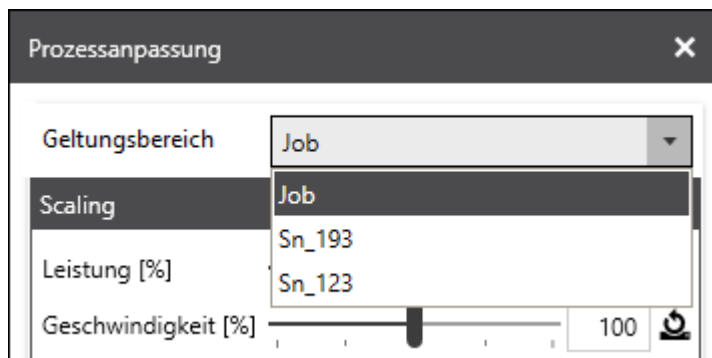 Prozessanpassung
Geltungsbereich Job
Job
Scaling
Sn_193
Leistung [%]
Sn_123
Geschwindigkeit [%] 100